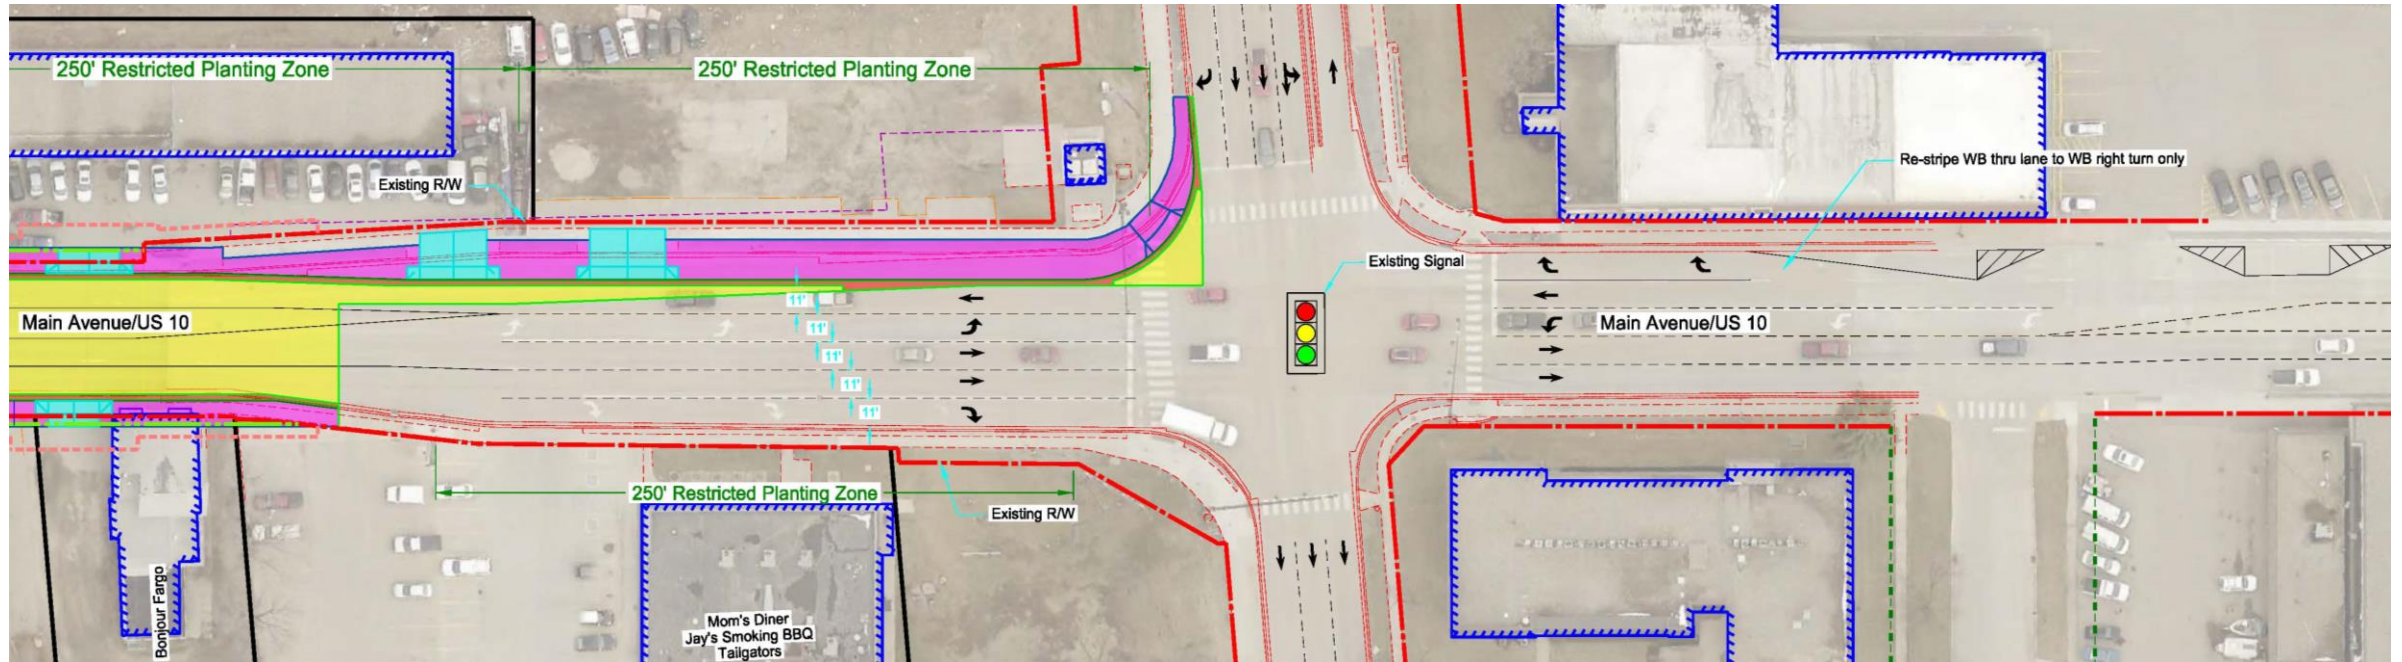 250' Restricted Planting Zone
250' Restricted Planting Zone
Re-stripe WB thru lane to WB right turn only
Existing R/W
Existing Signal
11'
Main Avenue/US 10
11'
Main Avenue/US 10
11'
11'
11'
250' Restricted Planting Zone
Existing R/W
Bonjour Fargo
Mom's Diner
Jay's Smoking BBQ
Tailgators